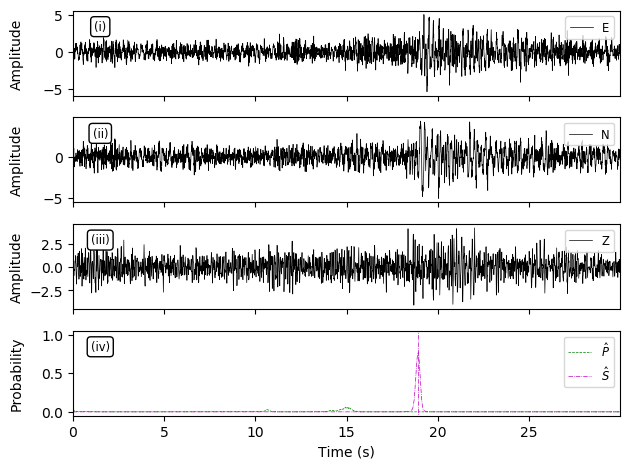 5
0
−5
Amplitude
(i)
E
0
−5
Amplitude
(ii)
N
2.5
0.0
−2.5
Amplitude
(iii)
Z
1.0
0.5
0.0
Probability
(iv)
P̂
Ŝ
0 5 10 15 20 25
Time (s)